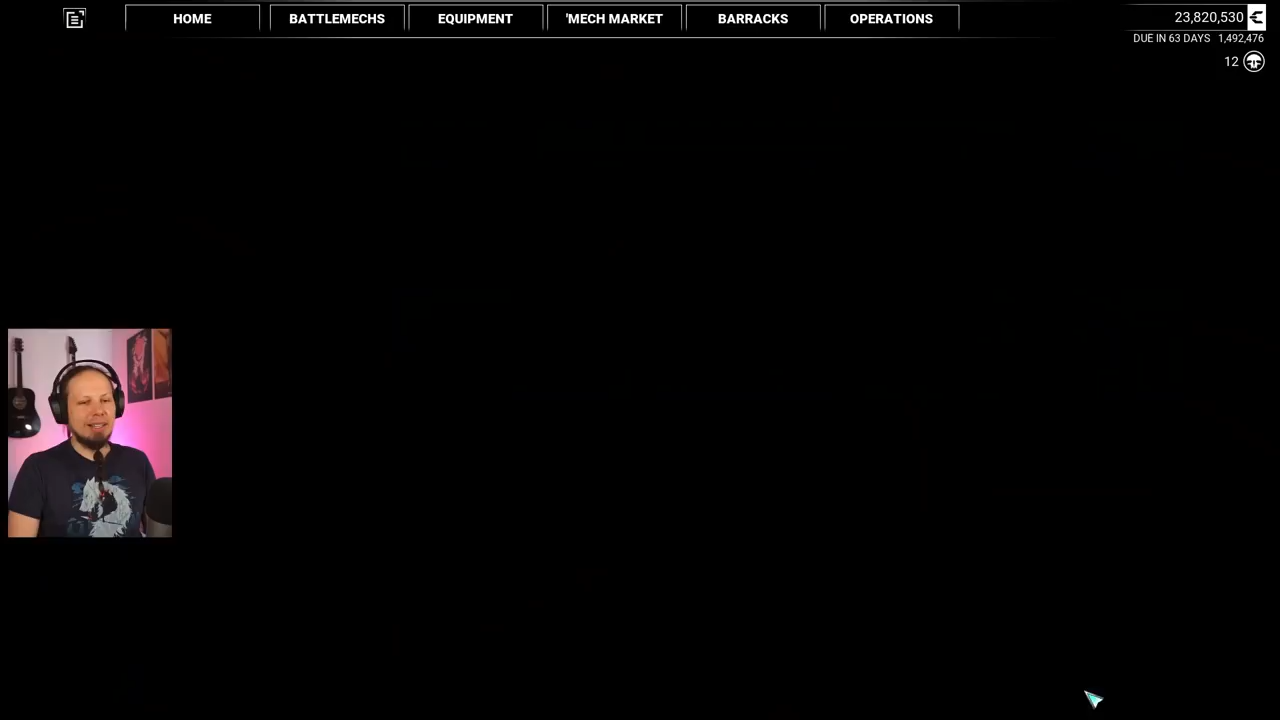 HOME
BATTLEMECHS
EQUIPMENT
'MECH MARKET
BARRACKS
OPERATIONS
23,820,530
DUE IN 63 DAYS 1,492,476
12